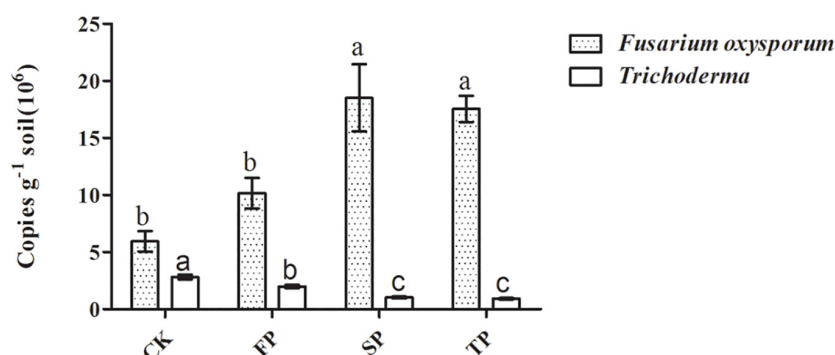 25
20
15
10
5
0
Copies g⁻¹ soil(10⁶)
Fusarium oxysporum
Trichoderma
b
a
b
b
a
c
a
c
CK
FP
SP
TP